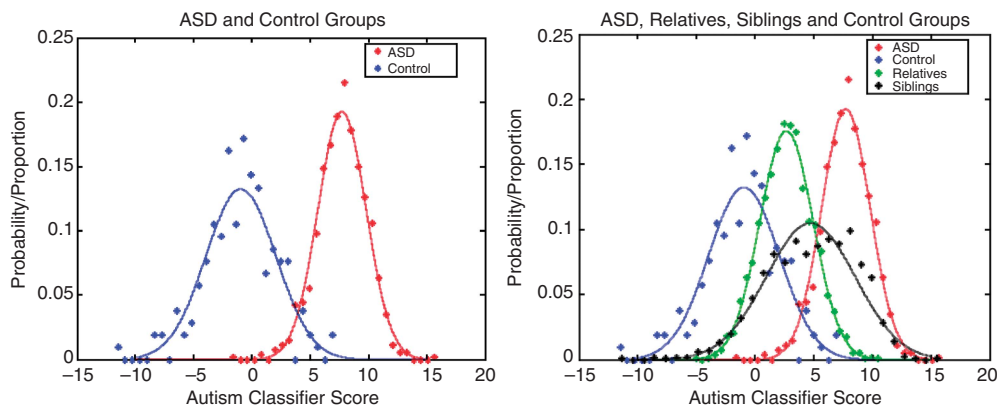 ASD and Control Groups
0.25
0.2
0.15
0.1
0.05
0
Probability/Proportion
ASD
Control
−15
−10
−5
0
5
10
15
20
Autism Classifier Score
ASD, Relatives, Siblings and Control Groups
0.25
0.2
0.15
0.1
0.05
0
Probability/Proportion
ASD
Control
Relatives
Siblings
−15
−10
−5
0
5
10
15
20
Autism Classifier Score